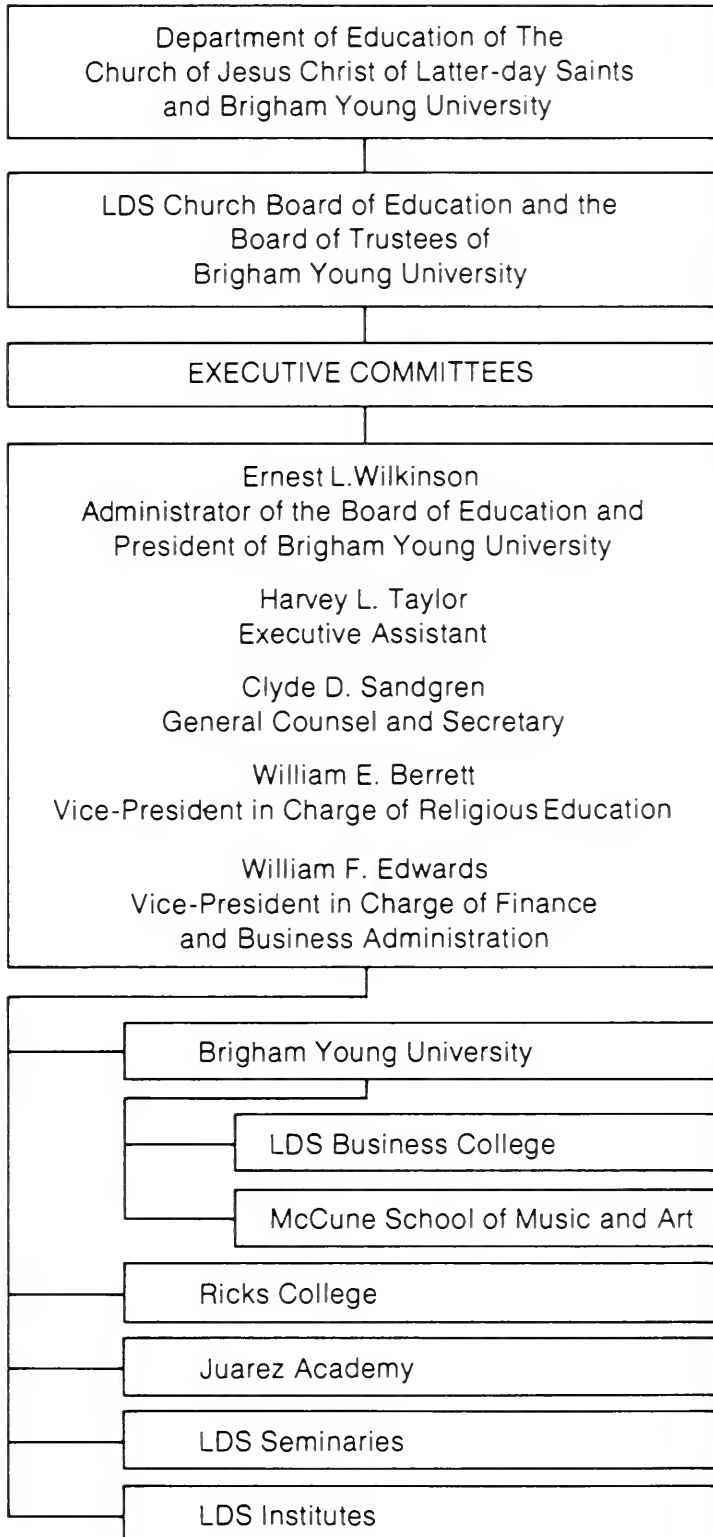 Department of Education of The
Church of Jesus Christ of Latter-day Saints
and Brigham Young University
LDS Church Board of Education and the
Board of Trustees of
Brigham Young University
EXECUTIVE COMMITTEES
Ernest L.Wilkinson
Administrator of the Board of Education and
President of Brigham Young University
Harvey L. Taylor
Executive Assistant
Clyde D. Sandgren
General Counsel and Secretary
William E. Berrett
Vice-President in Charge of Religious Education
William F. Edwards
Vice-President in Charge of Finance
and Business Administration
Brigham Young University
LDS Business College
McCune School of Music and Art
Ricks College
Juarez Academy
LDS Seminaries
LDS Institutes